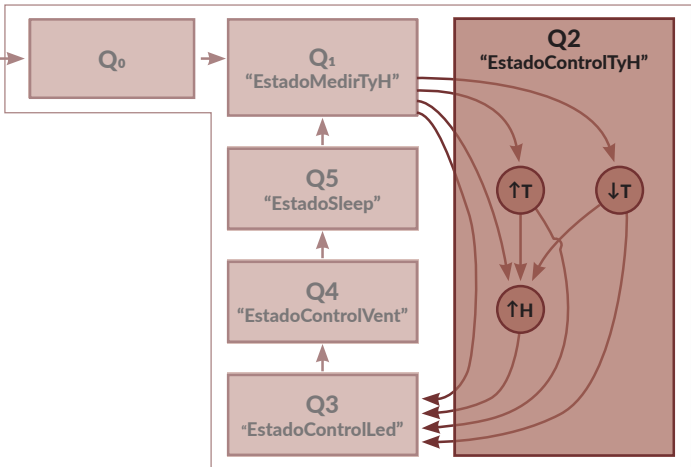 Q₀
Q₁
“EstadoMedirTyH”
Q2
“EstadoControlTyH”
Q5
“EstadoSleep”
↑T
↓T
Q4
“EstadoControlVent”
↑H
Q3
“EstadoControlLed”